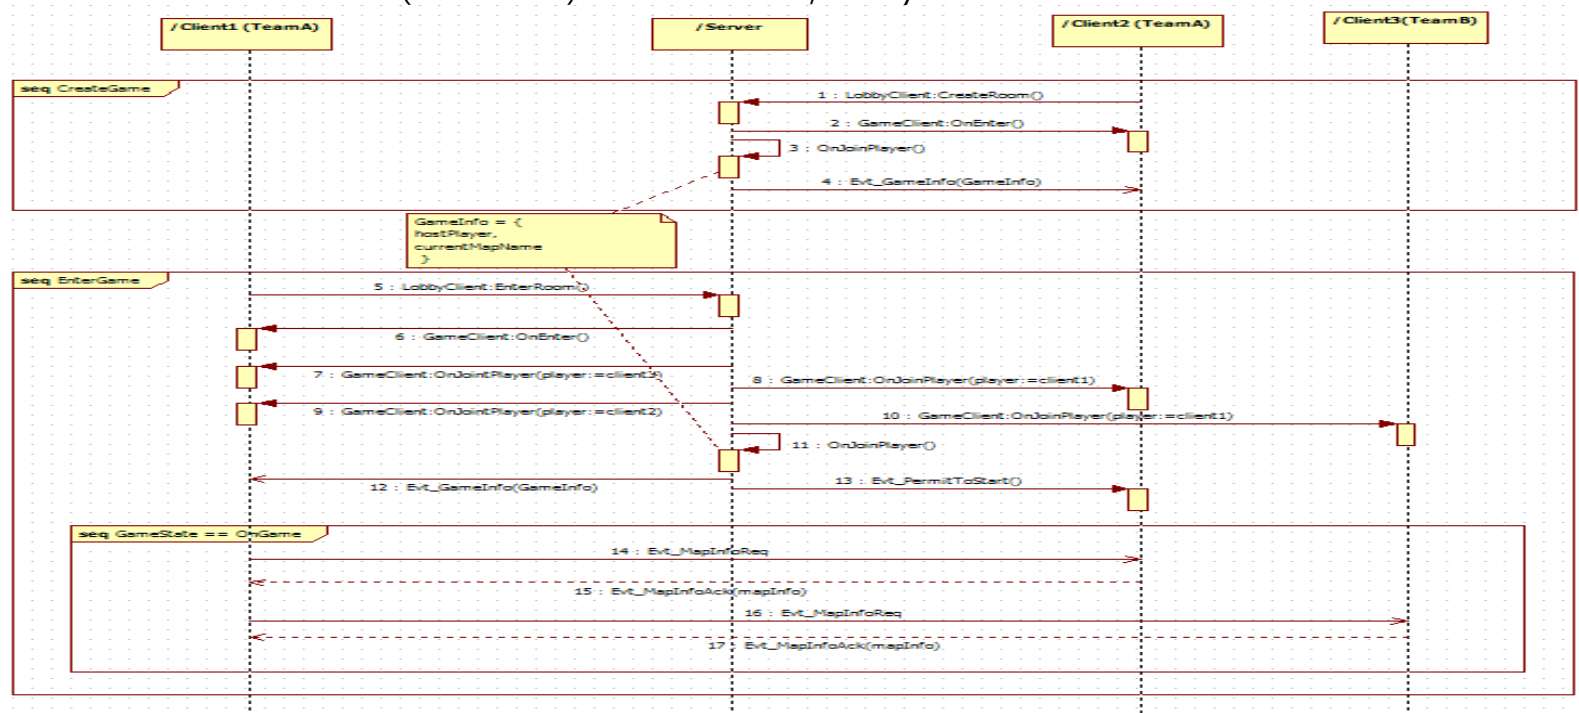 /Client1 (TeamA)
/Server
/Client2 (TeamA)
/Client3(TeamB)
seq CreateGame
1 : LobbyClient:CreateRoom()
2 : GameClient:OnEnter()
3 : OnJoinPlayer()
4 : Evt_GameInfo(GameInfo)
GameInfo = {
hostPlayer,
currentMapName
}
seq EnterGame
5 : LobbyClient:EnterRoom()
6 : GameClient:OnEnter()
7 : GameClient:OnJointPlayer(player:=client3)
8 : GameClient:OnJoinPlayer(player:=client1)
9 : GameClient:OnJointPlayer(player:=client2)
10 : GameClient:OnJoinPlayer(player:=client1)
11 : OnJoinPlayer()
12 : Evt_GameInfo(GameInfo)
13 : Evt_PermitToStart()
seq GameState == OnGame
14 : Evt_MapInfoReq
15 : Evt_MapInfoAck(mapInfo)
16 : Evt_MapInfoReq
17 : Evt_MapInfoAck(mapInfo)